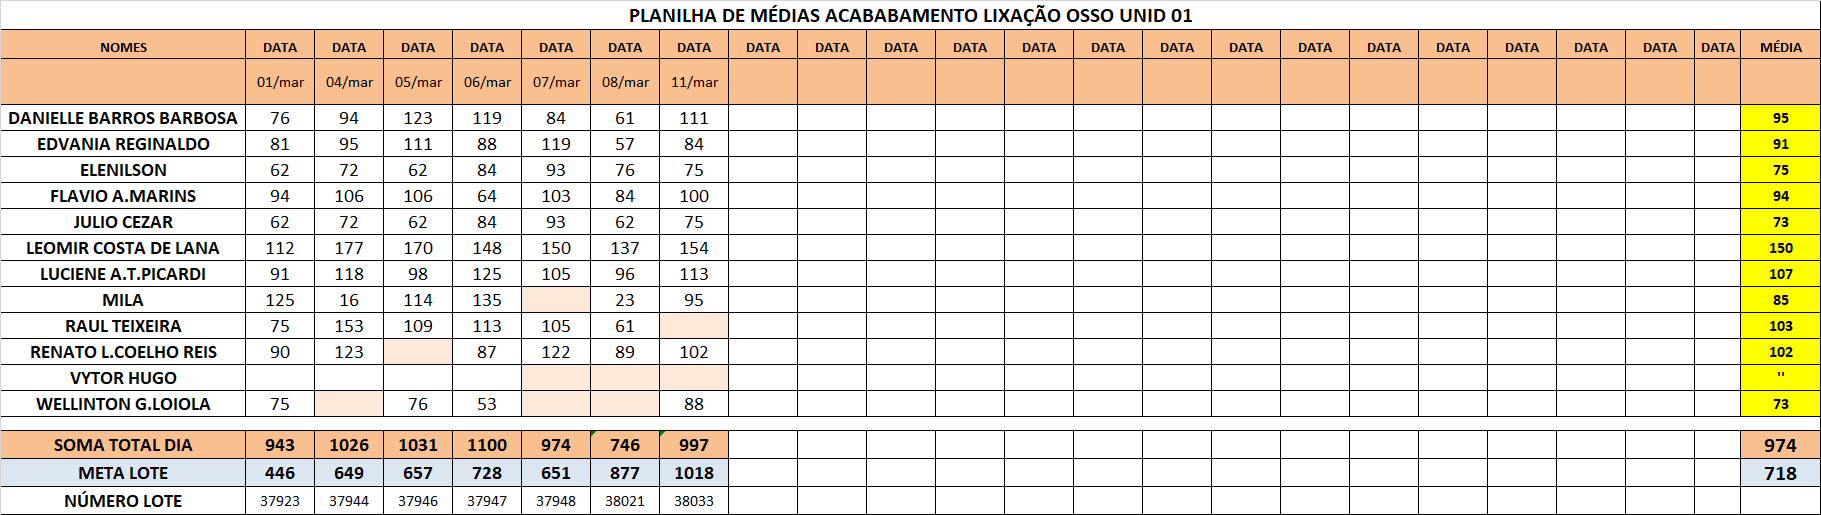 PLANILHA DE MÉDIAS ACABABAMENTO LIXAÇÃO OSSO UNID 01
NOMES DATA DATA DATA DATA DATA DATA DATA DATA DATA DATA DATA DATA DATA DATA DATA DATA DATA DATA DATA DATA DATA DATA MÉDIA
01/mar 04/mar 05/mar 06/mar 07/mar 08/mar 11/mar
DANIELLE BARROS BARBOSA 76 94 123 119 84 61 111 95
EDVANIA REGINALDO 81 95 111 88 119 57 84 91
ELENILSON 62 72 62 84 93 76 75 75
FLAVIO A.MARINS 94 106 106 64 103 84 100 94
JULIO CEZAR 62 72 62 84 93 62 75 73
LEOMIR COSTA DE LANA 112 177 170 148 150 137 154 150
LUCIENE A.T.PICARDI 91 118 98 125 105 96 113 107
MILA 125 16 114 135 23 95 85
RAUL TEIXEIRA 75 153 109 113 105 61 103
RENATO L.COELHO REIS 90 123 87 122 89 102 102
VYTOR HUGO ''
WELLINTON G.LOIOLA 75 76 53 88 73
SOMA TOTAL DIA 943 1026 1031 1100 974 746 997 974
META LOTE 446 649 657 728 651 877 1018 718
NÚMERO LOTE 37923 37944 37946 37947 37948 38021 38033